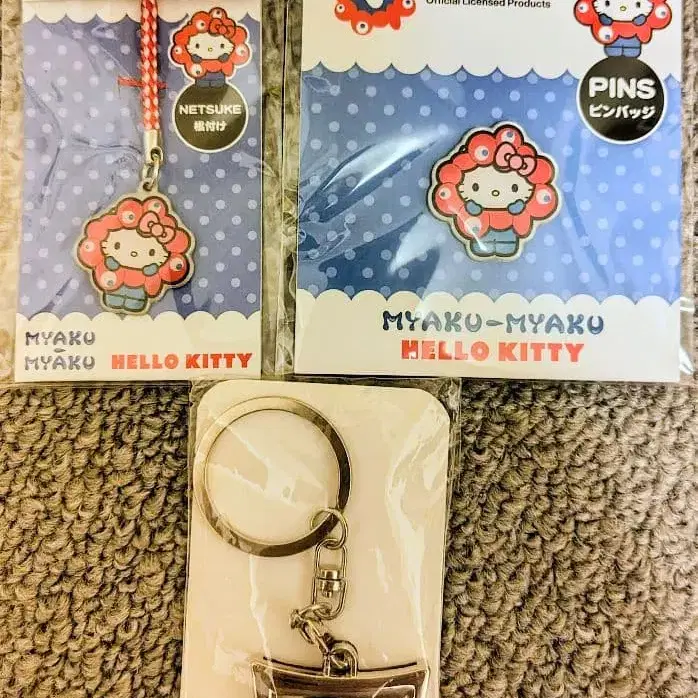 NETSUKE
根付け
MYAKU
-
MYAKU HELLO KITTY
Official Licensed Products
PINS
ピンバッジ
MYAKU-MYAKU
HELLO KITTY